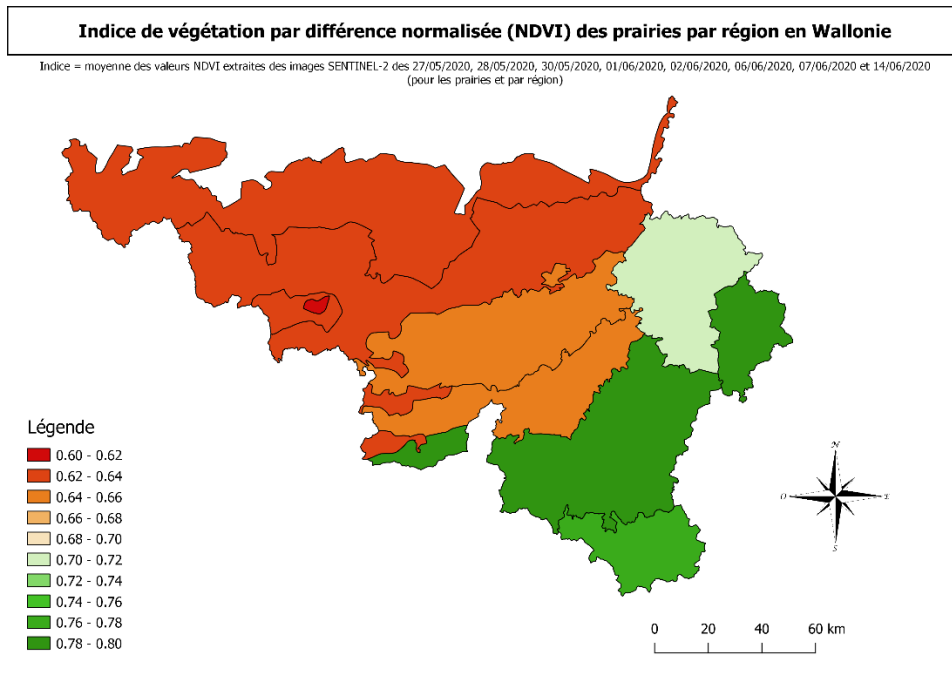 Indice de végétation par différence normalisée (NDVI) des prairies par région en Wallonie
Indice = moyenne des valeurs NDVI extraites des images SENTINEL-2 des 27/05/2020, 28/05/2020, 30/05/2020, 01/06/2020, 02/06/2020, 06/06/2020, 07/06/2020 et 14/06/2020
(pour les prairies et par région)
Légende
0.60 - 0.62
0.62 - 0.64
0.64 - 0.66
0.66 - 0.68
0.68 - 0.70
0.70 - 0.72
0.72 - 0.74
0.74 - 0.76
0.76 - 0.78
0.78 - 0.80
N
O
E
S
0 20 40 60 km